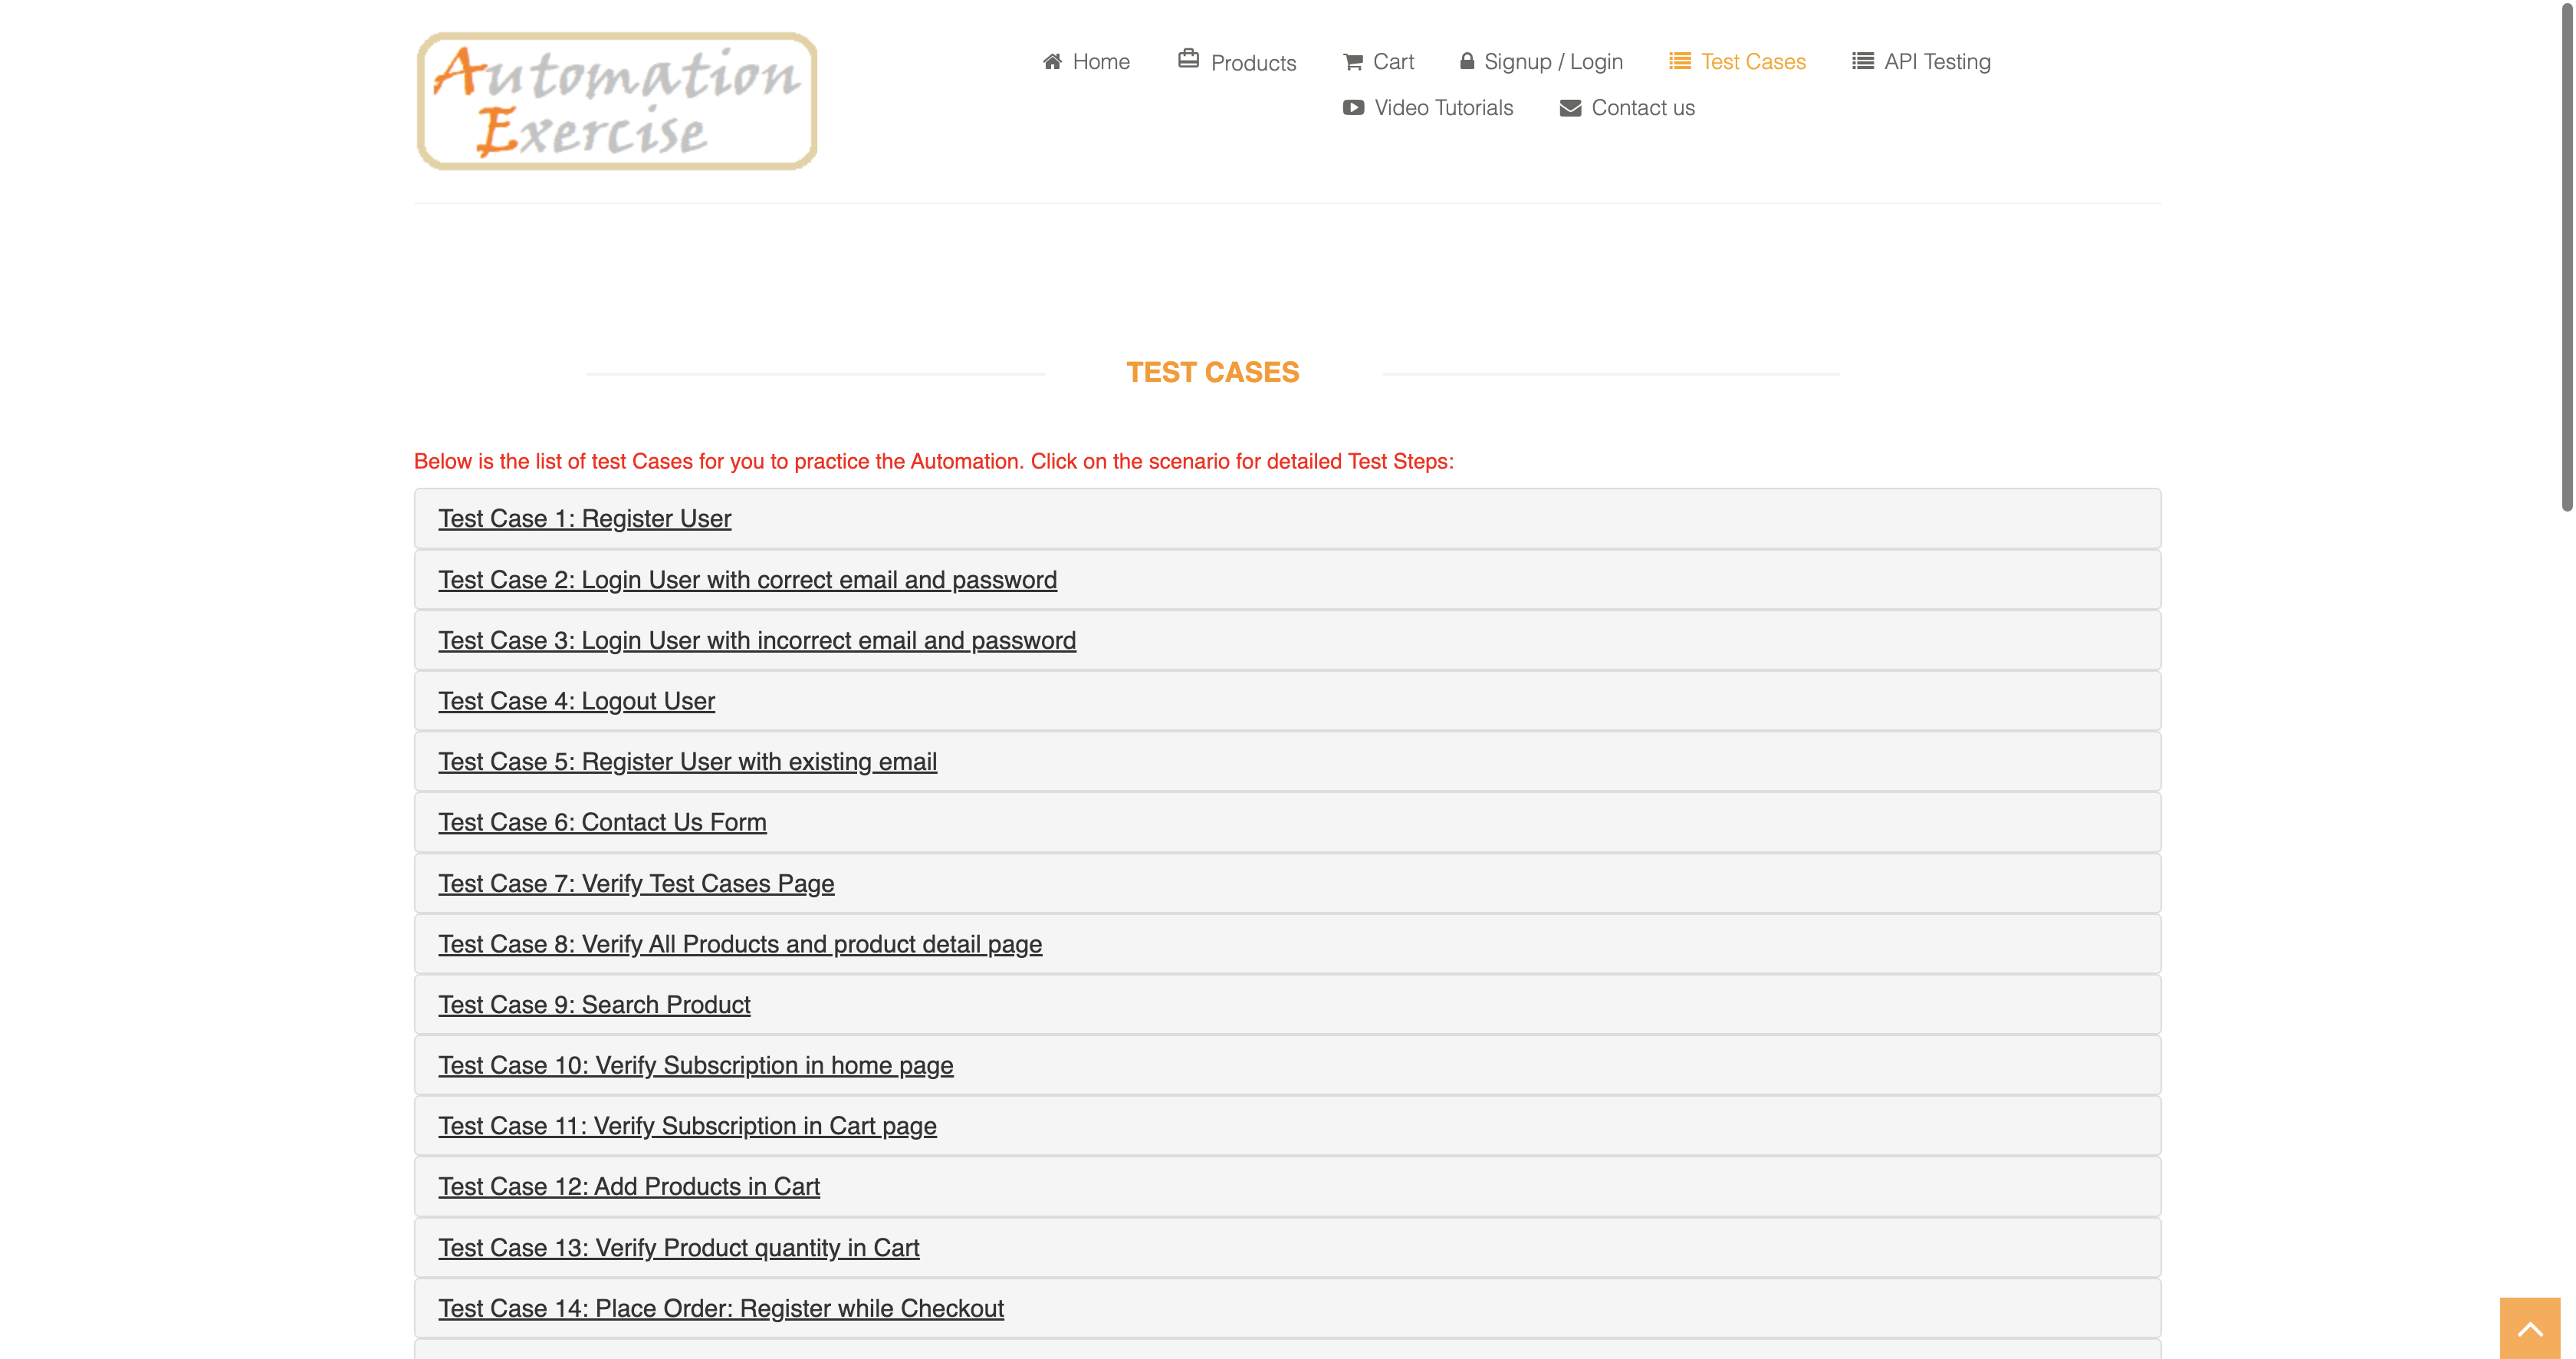 Automation
Exercise
Home Products Cart Signup / Login Test Cases API Testing
Video Tutorials Contact us
TEST CASES
Below is the list of test Cases for you to practice the Automation. Click on the scenario for detailed Test Steps:
Test Case 1: Register User
Test Case 2: Login User with correct email and password
Test Case 3: Login User with incorrect email and password
Test Case 4: Logout User
Test Case 5: Register User with existing email
Test Case 6: Contact Us Form
Test Case 7: Verify Test Cases Page
Test Case 8: Verify All Products and product detail page
Test Case 9: Search Product
Test Case 10: Verify Subscription in home page
Test Case 11: Verify Subscription in Cart page
Test Case 12: Add Products in Cart
Test Case 13: Verify Product quantity in Cart
Test Case 14: Place Order: Register while Checkout